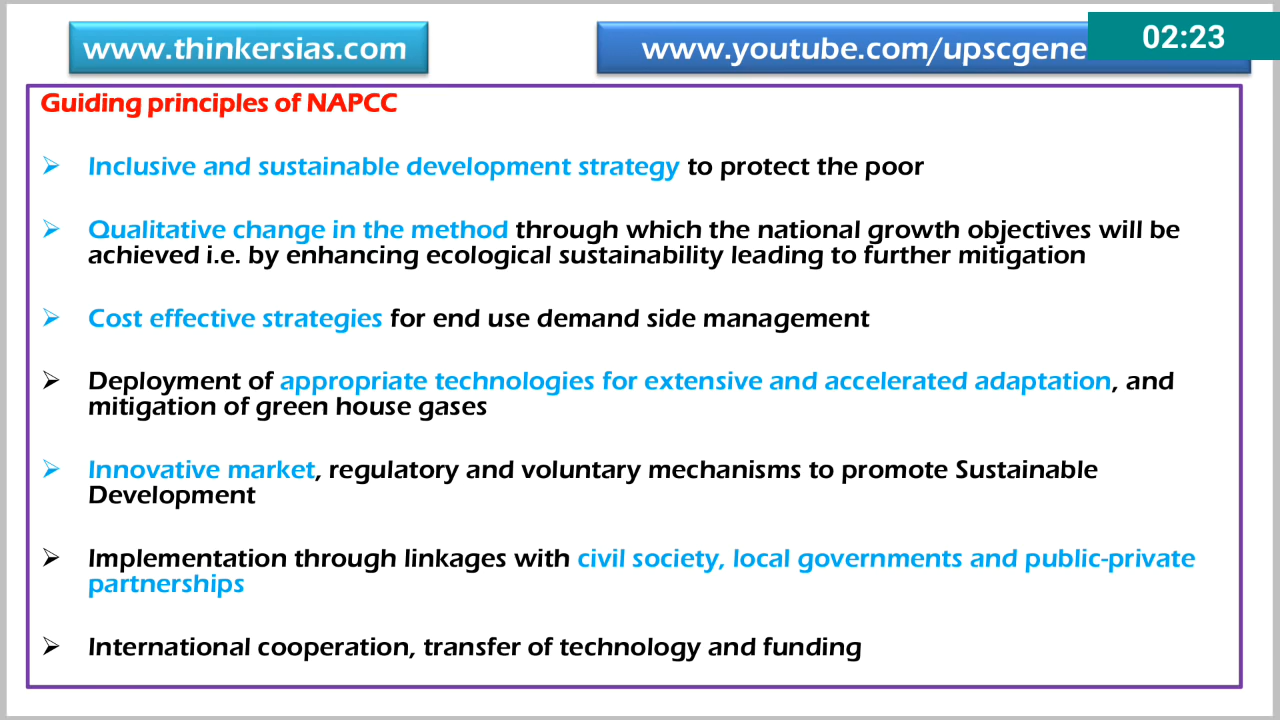 www.thinkersias.com
www.youtube.com/upscgene
02:23
Guiding principles of NAPCC
Inclusive and sustainable development strategy to protect the poor
Qualitative change in the method through which the national growth objectives will be
achieved i.e. by enhancing ecological sustainability leading to further mitigation
Cost effective strategies for end use demand side management
Deployment of appropriate technologies for extensive and accelerated adaptation, and
mitigation of green house gases
Innovative market, regulatory and voluntary mechanisms to promote Sustainable
Development
Implementation through linkages with civil society, local governments and public-private
partnerships
International cooperation, transfer of technology and funding